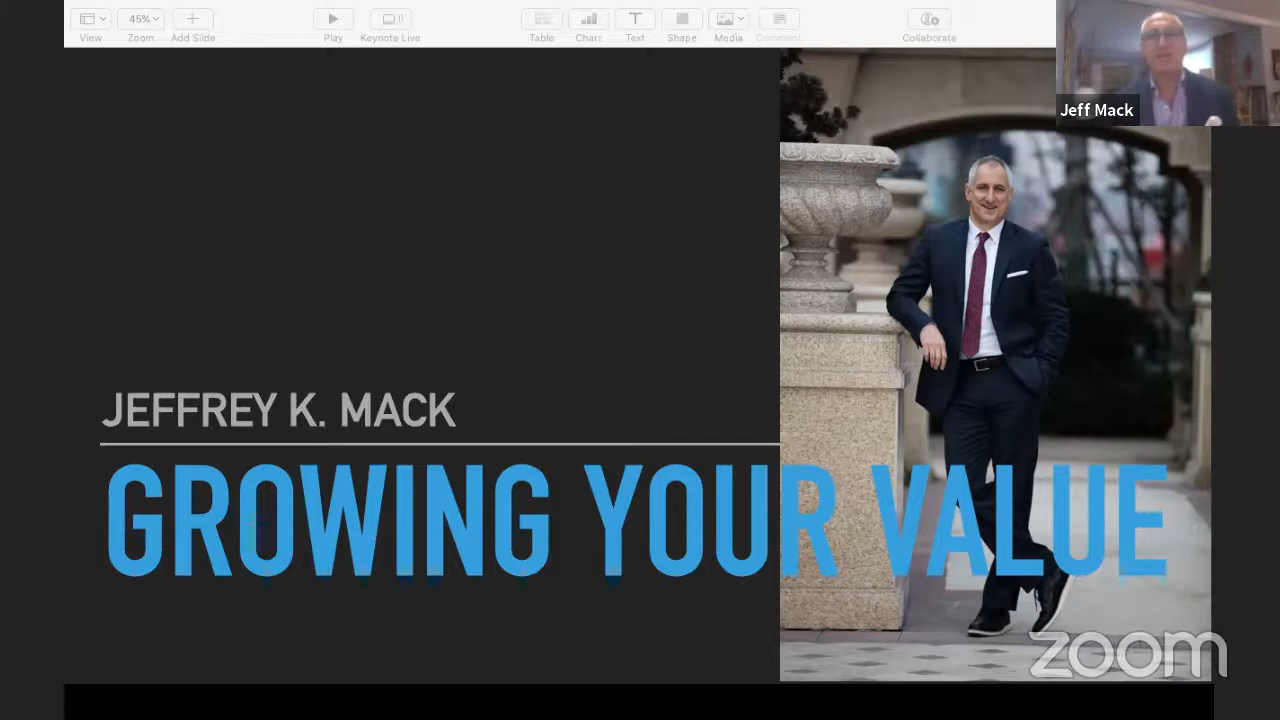 45%
View
Zoom
Add Slide
Play
Keynote Live
Table
Chart
Text
Shape
Media
Comment
Collaborate
Jeff Mack
JEFFREY K. MACK
GROWING YOUR VALUE
zoom